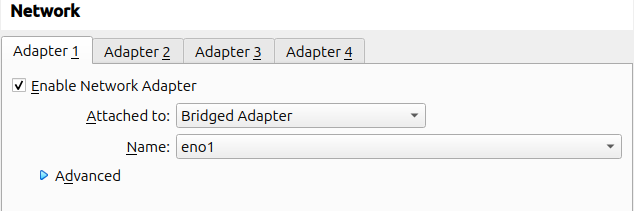 Network
Adapter 1 Adapter 2 Adapter 3 Adapter 4
Enable Network Adapter
Attached to: Bridged Adapter
Name: eno1
Advanced